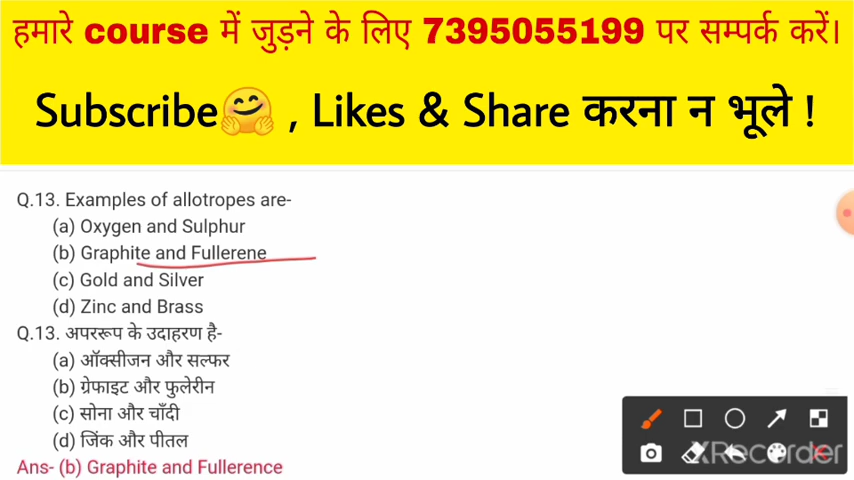 हमारे course में जुड़ने के लिए 7395055199 पर सम्पर्क करें।
Subscribe🤗 , Likes & Share करना न भूले !
Q.13. Examples of allotropes are-
(a) Oxygen and Sulphur
(b) Graphite and Fullerene
(c) Gold and Silver
(d) Zinc and Brass
Q.13. अपररूप के उदाहरण है-
(a) ऑक्सीजन और सल्फर
(b) ग्रेफाइट और फुलेरीन
(c) सोना और चाँदी
(d) जिंक और पीतल
Ans- (b) Graphite and Fullerence
XRecorder